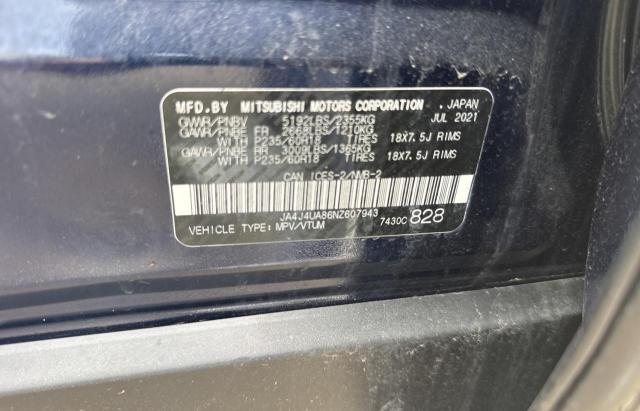 MFD.BY MITSUBISHI MOTORS CORPORATION . JAPAN
GVWR/PNBV 5192LBS/2355KG JUL 2021
GAWR/PNBE FR 2668LBS/1210KG
WITH P235/60R18 TIRES 18X7.5J RIMS
GAWR/PNBE RR 3009LBS/1365KG
WITH P235/60R18 TIRES 18X7.5J RIMS
CAN ICES-2/NMB-2
JA4J4UA86NZ607943
VEHICLE TYPE: MPV/VTUM 7430C 828